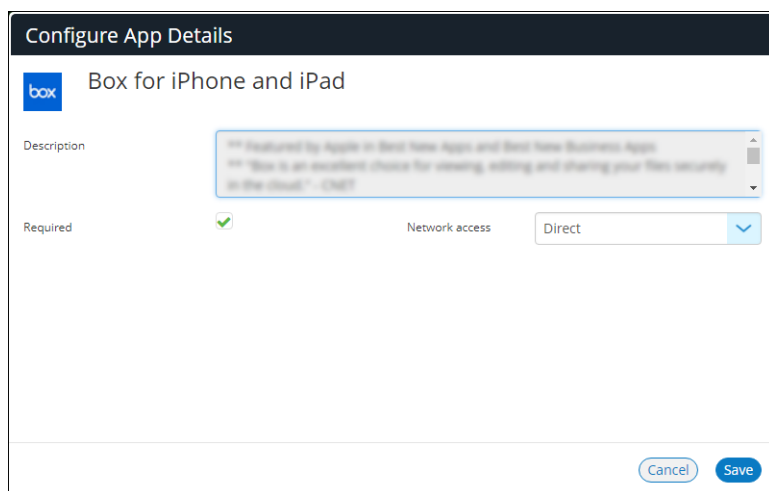 Configure App Details
box
Box for iPhone and iPad
Description
** Featured by Apple in Best New Apps and Best New Business Apps
** "Box is an excellent choice for viewing, editing and sharing your files securely
in the cloud." - CNET
Required
Network access
Direct
Cancel
Save